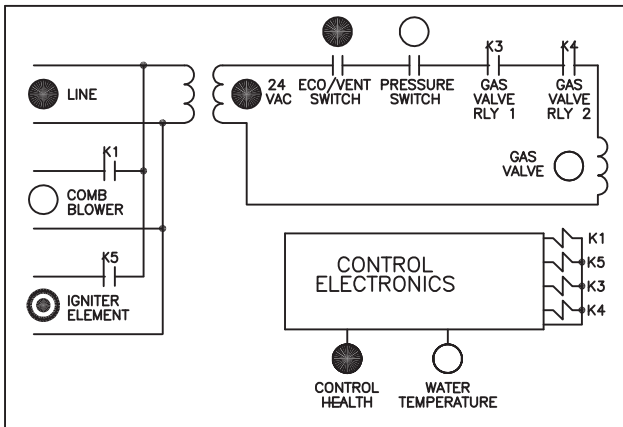 K3
K4
LINE
24
VAC
ECO/VENT
SWITCH
PRESSURE
SWITCH
GAS
VALVE
RLY 1
GAS
VALVE
RLY 2
K1
COMB
BLOWER
GAS
VALVE
K5
IGNITER
ELEMENT
CONTROL
ELECTRONICS
K1
K5
K3
K4
CONTROL
HEALTH
WATER
TEMPERATURE